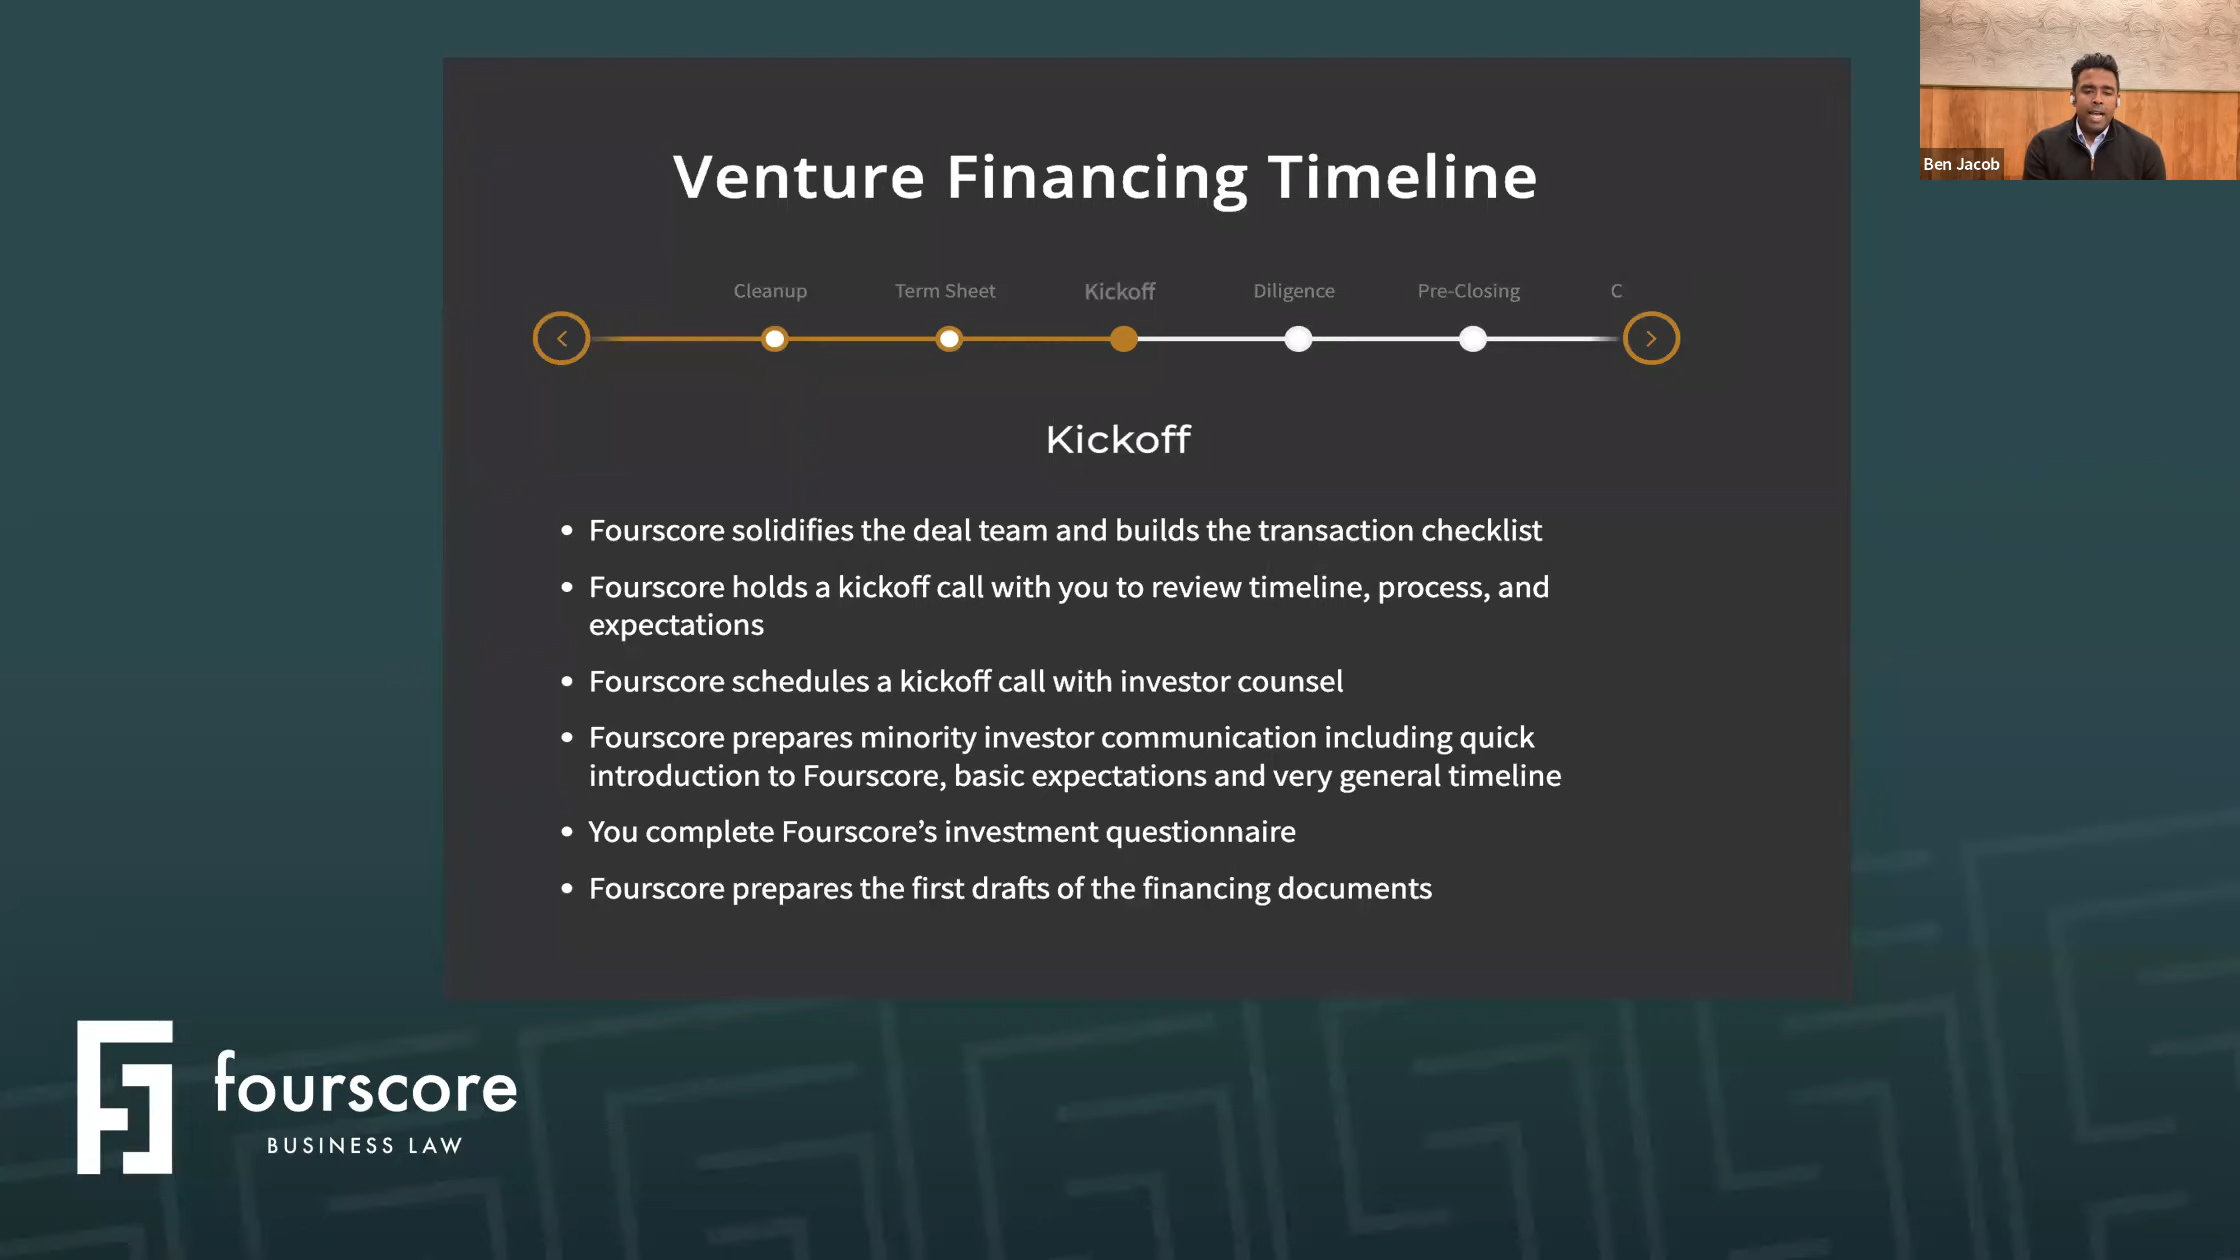 Ben Jacob
Venture Financing Timeline
Cleanup
Term Sheet
Kickoff
Diligence
Pre-Closing
C
Kickoff
• Fourscore solidifies the deal team and builds the transaction checklist
• Fourscore holds a kickoff call with you to review timeline, process, and
expectations
• Fourscore schedules a kickoff call with investor counsel
• Fourscore prepares minority investor communication including quick
introduction to Fourscore, basic expectations and very general timeline
• You complete Fourscore’s investment questionnaire
• Fourscore prepares the first drafts of the financing documents
fourscore
BUSINESS LAW